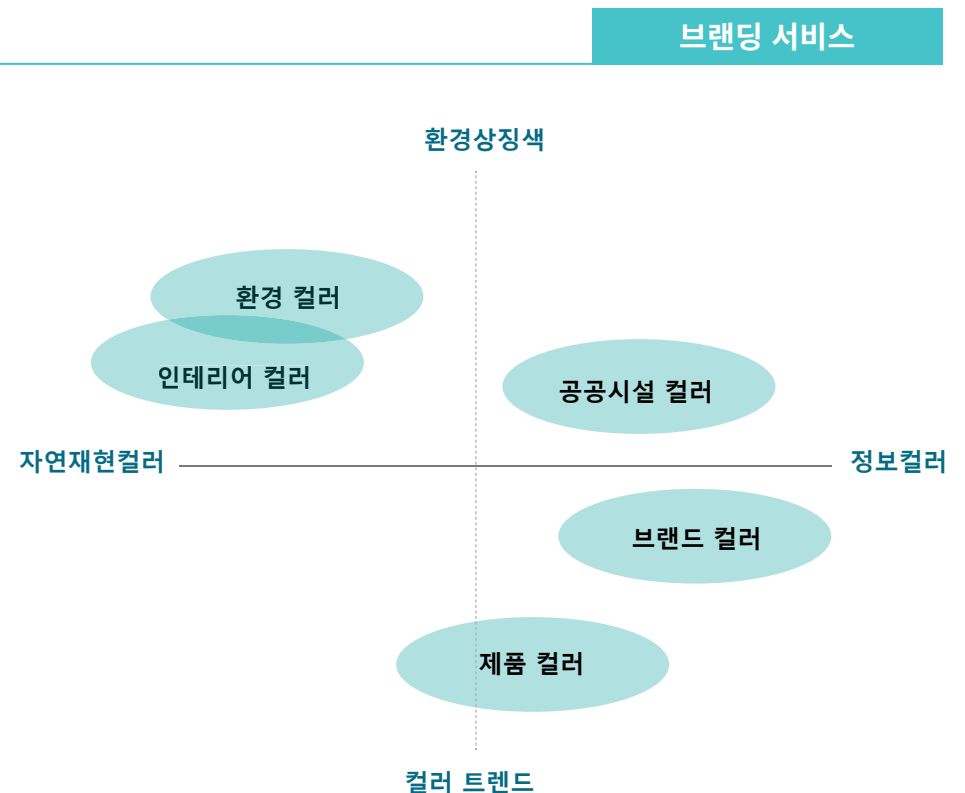 브랜딩 서비스
환경상징색
환경 컬러
인테리어 컬러
공공시설 컬러
자연재현컬러
정보컬러
브랜드 컬러
제품 컬러
컬러 트렌드